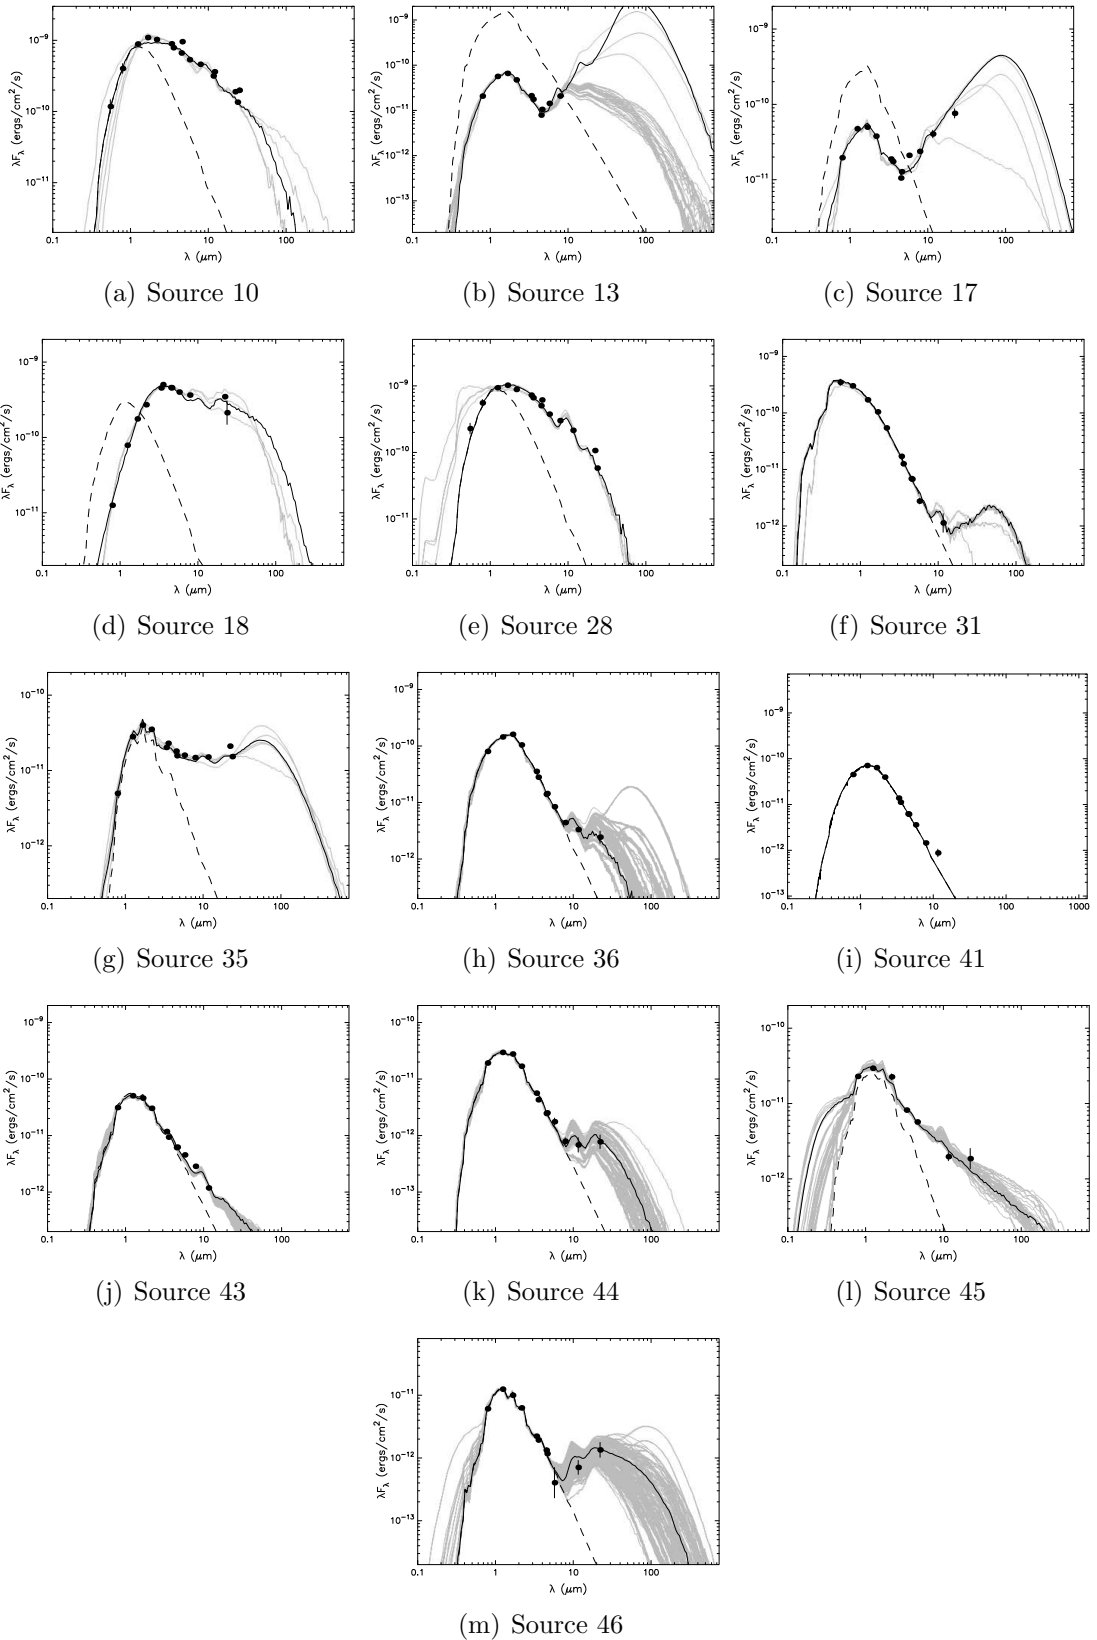 10⁻⁹
10⁻¹⁰
10⁻¹¹
λF_λ (ergs/cm²/s)
0.1 1 10 100
λ (μm)
(a) Source 10
10⁻⁹
10⁻¹⁰
10⁻¹¹
10⁻¹²
10⁻¹³
λF_λ (ergs/cm²/s)
0.1 1 10 100
λ (μm)
(b) Source 13
10⁻⁹
10⁻¹⁰
10⁻¹¹
λF_λ (ergs/cm²/s)
0.1 1 10 100
λ (μm)
(c) Source 17
10⁻⁹
10⁻¹⁰
10⁻¹¹
λF_λ (ergs/cm²/s)
0.1 1 10 100
λ (μm)
(d) Source 18
10⁻⁹
10⁻¹⁰
10⁻¹¹
λF_λ (ergs/cm²/s)
0.1 1 10 100
λ (μm)
(e) Source 28
10⁻⁹
10⁻¹⁰
10⁻¹¹
10⁻¹²
λF_λ (ergs/cm²/s)
0.1 1 10 100
λ (μm)
(f) Source 31
10⁻¹⁰
10⁻¹¹
10⁻¹²
λF_λ (ergs/cm²/s)
0.1 1 10 100
λ (μm)
(g) Source 35
10⁻⁹
10⁻¹⁰
10⁻¹¹
10⁻¹²
λF_λ (ergs/cm²/s)
0.1 1 10 100
λ (μm)
(h) Source 36
10⁻⁹
10⁻¹⁰
10⁻¹¹
10⁻¹²
10⁻¹³
λF_λ (ergs/cm²/s)
0.1 1 10 100 1000
λ (μm)
(i) Source 41
10⁻⁹
10⁻¹⁰
10⁻¹¹
10⁻¹²
λF_λ (ergs/cm²/s)
0.1 1 10 100
λ (μm)
(j) Source 43
10⁻¹⁰
10⁻¹¹
10⁻¹²
10⁻¹³
λF_λ (ergs/cm²/s)
0.1 1 10 100
λ (μm)
(k) Source 44
10⁻¹⁰
10⁻¹¹
10⁻¹²
λF_λ (ergs/cm²/s)
0.1 1 10 100
λ (μm)
(l) Source 45
10⁻¹¹
10⁻¹²
10⁻¹³
λF_λ (ergs/cm²/s)
0.1 1 10 100
λ (μm)
(m) Source 46